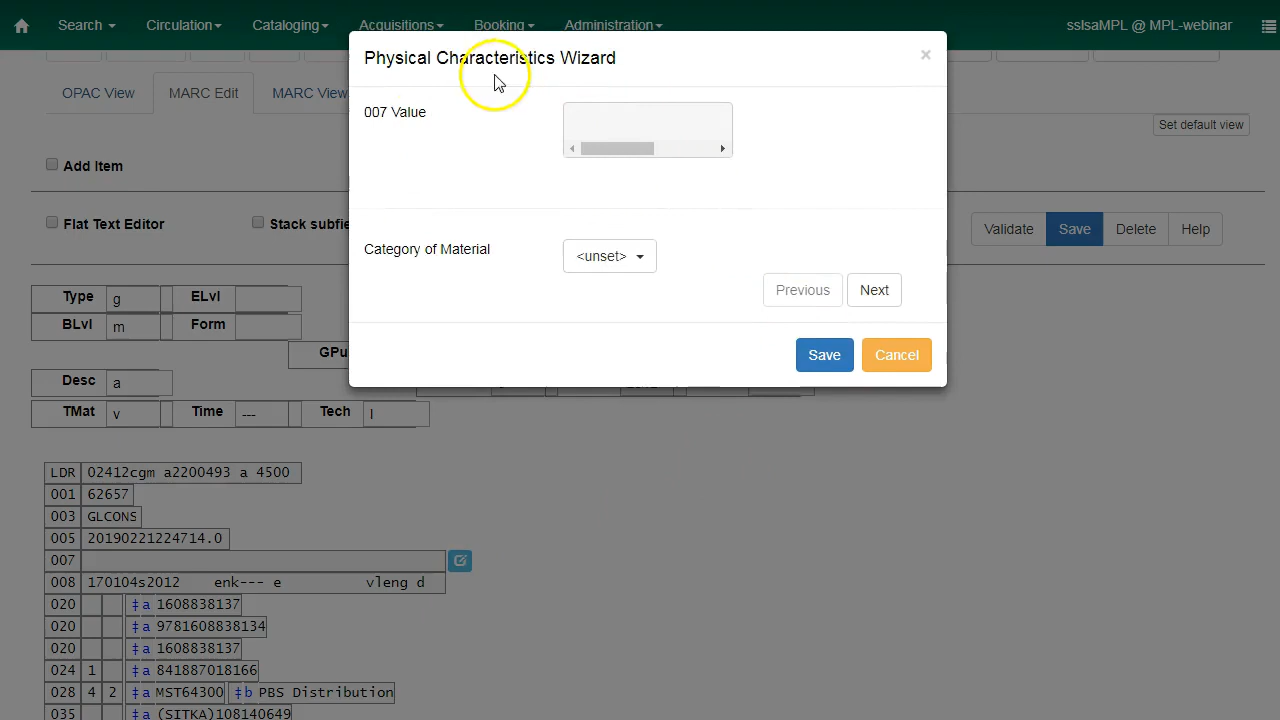 Search Circulation Cataloging Acquisitions Booking Administration sslsaMPL @ MPL-webinar
Physical Characteristics Wizard ×
OPAC View MARC Edit MARC View
007 Value
Set default view
Add Item
Flat Text Editor Stack subfie
Validate Save Delete Help
Category of Material <unset>
Previous Next
Type g ELvl
BLvl m Form
GPu
Save Cancel
Desc a
TMat v Time --- Tech l
LDR 02412cgm a2200493 a 4500
001 62657
003 GLCONS
005 20190221224714.0
007
008 170104s2012 enk--- e vleng d
020 ‡a 1608838137
020 ‡a 9781608838134
020 ‡a 1608838137
024 1 ‡a 841887018166
028 4 2 ‡a MST64300 ‡b PBS Distribution
035 ‡a (SITKA)108140649